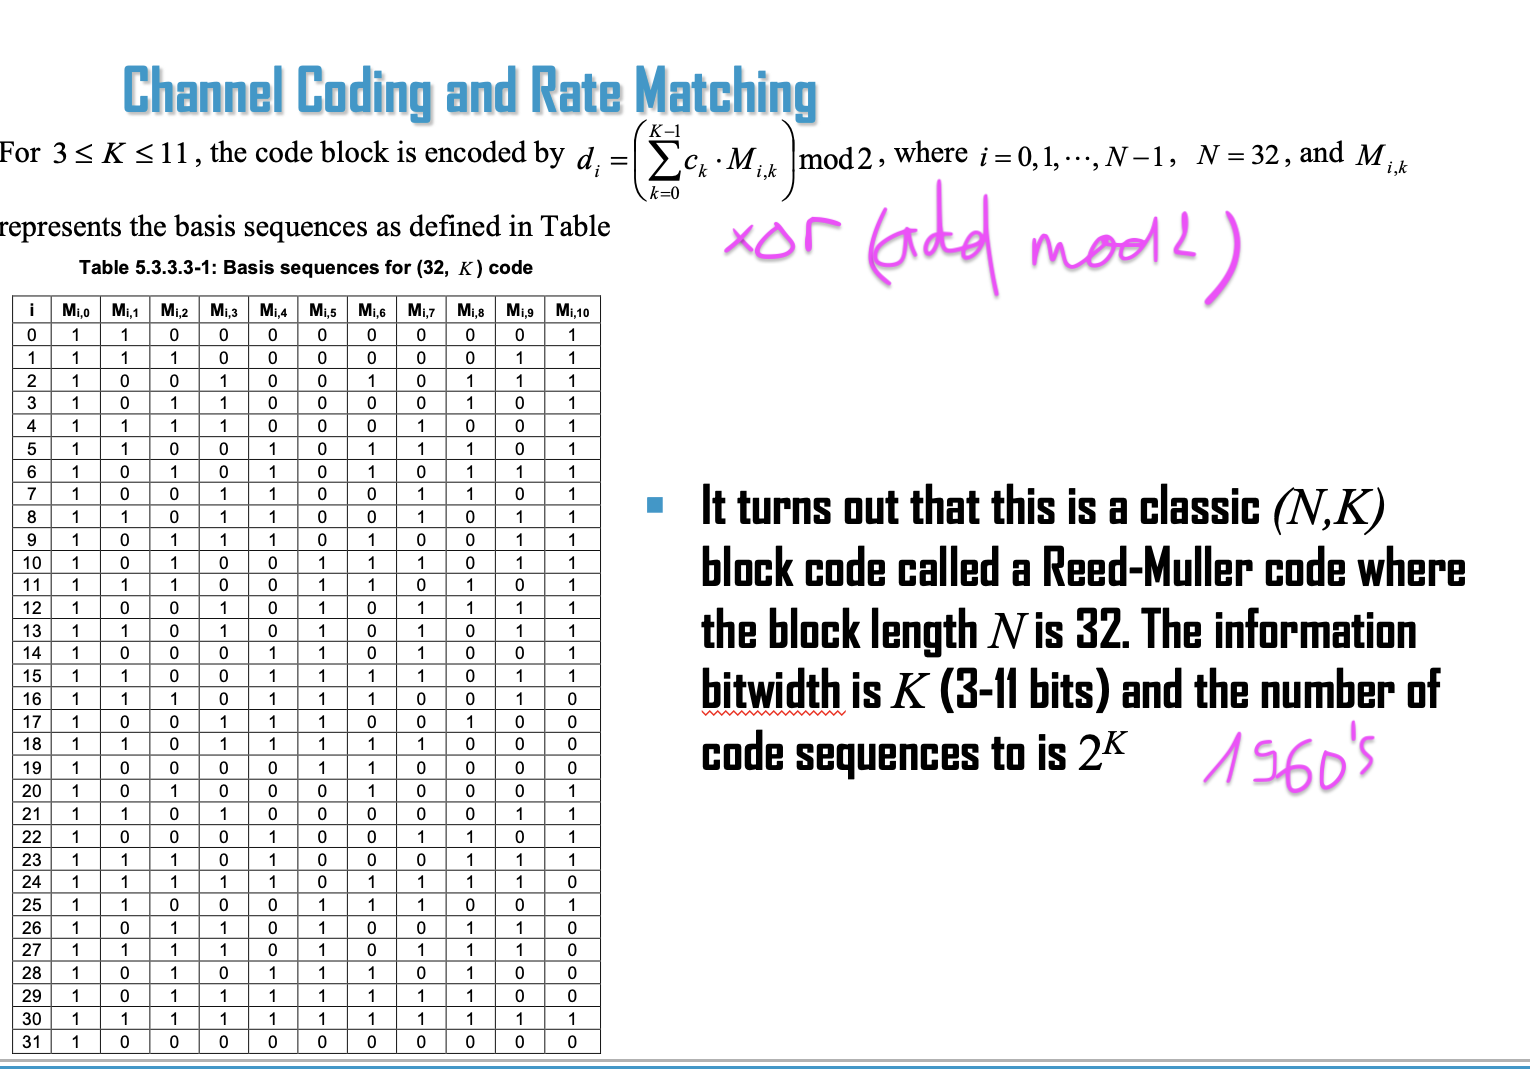 Channel Coding and Rate Matching
For 3 ≤ K ≤ 11, the code block is encoded by d_i = (∑_{k=0}^{K−1} c_k · M_{i,k}) mod 2, where i = 0, 1, ⋯, N − 1, N = 32, and M_{i,k}
represents the basis sequences as defined in Table
xor (add mod 2)
Table 5.3.3.3-1: Basis sequences for (32, K) code
i Mi,0 Mi,1 Mi,2 Mi,3 Mi,4 Mi,5 Mi,6 Mi,7 Mi,8 Mi,9 Mi,10
0 1 1 0 0 0 0 0 0 0 0 1
1 1 1 1 0 0 0 0 0 0 1 1
2 1 0 0 1 0 0 1 0 1 1 1
3 1 0 1 1 0 0 0 0 1 0 1
4 1 1 1 1 0 0 0 1 0 0 1
5 1 1 0 0 1 0 1 1 1 0 1
6 1 0 1 0 1 0 1 0 1 1 1
7 1 0 0 1 1 0 0 1 1 0 1
8 1 1 0 1 1 0 0 1 0 1 1
9 1 0 1 1 1 0 1 0 0 1 1
10 1 0 1 0 0 1 1 1 0 1 1
11 1 1 1 0 0 1 1 0 1 0 1
12 1 0 0 1 0 1 0 1 1 1 1
13 1 1 0 1 0 1 0 1 0 1 1
14 1 0 0 0 1 1 0 1 0 0 1
15 1 1 0 0 1 1 1 1 0 1 1
16 1 1 1 0 1 1 1 0 0 1 0
17 1 0 0 1 1 1 0 0 1 0 0
18 1 1 0 1 1 1 1 1 0 0 0
19 1 0 0 0 0 1 1 0 0 0 0
20 1 0 1 0 0 0 1 0 0 0 1
21 1 1 0 1 0 0 0 0 0 1 1
22 1 0 0 0 1 0 0 1 1 0 1
23 1 1 1 0 1 0 0 0 1 1 1
24 1 1 1 1 1 0 1 1 1 1 0
25 1 1 0 0 0 1 1 1 0 0 1
26 1 0 1 1 0 1 0 0 1 1 0
27 1 1 1 1 0 1 0 1 1 1 0
28 1 0 1 0 1 1 1 0 1 0 0
29 1 0 1 1 1 1 1 1 1 0 0
30 1 1 1 1 1 1 1 1 1 1 1
31 1 0 0 0 0 0 0 0 0 0 0
It turns out that this is a classic (N,K)
block code called a Reed-Muller code where
the block length N is 32. The information
bitwidth is K (3-11 bits) and the number of
code sequences to is 2^K
1960's